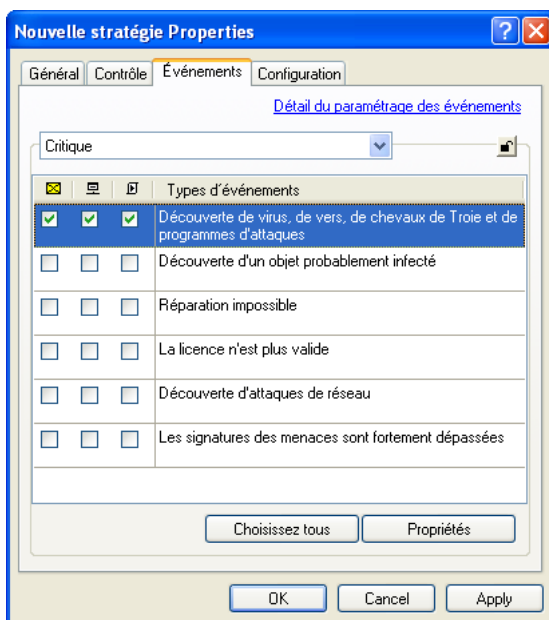 Nouvelle stratégie Properties
Général Contrôle Événements Configuration
Détail du paramétrage des événements
Critique
Types d'événements
Découverte de virus, de vers, de chevaux de Troie et de
programmes d'attaques
Découverte d'un objet probablement infecté
Réparation impossible
La licence n'est plus valide
Découverte d'attaques de réseau
Les signatures des menaces sont fortement dépassées
Choisissez tous Propriétés
OK Cancel Apply